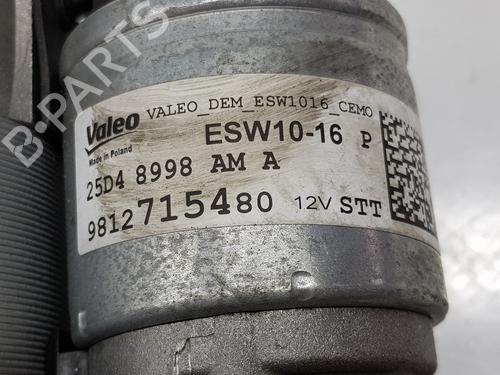 B-PARTS
VALEO_DEM_ESW1016_CEMO
Valeo
Made in Poland
ESW10-16 P
25D4 8998 AM A
9812715480 12V STT